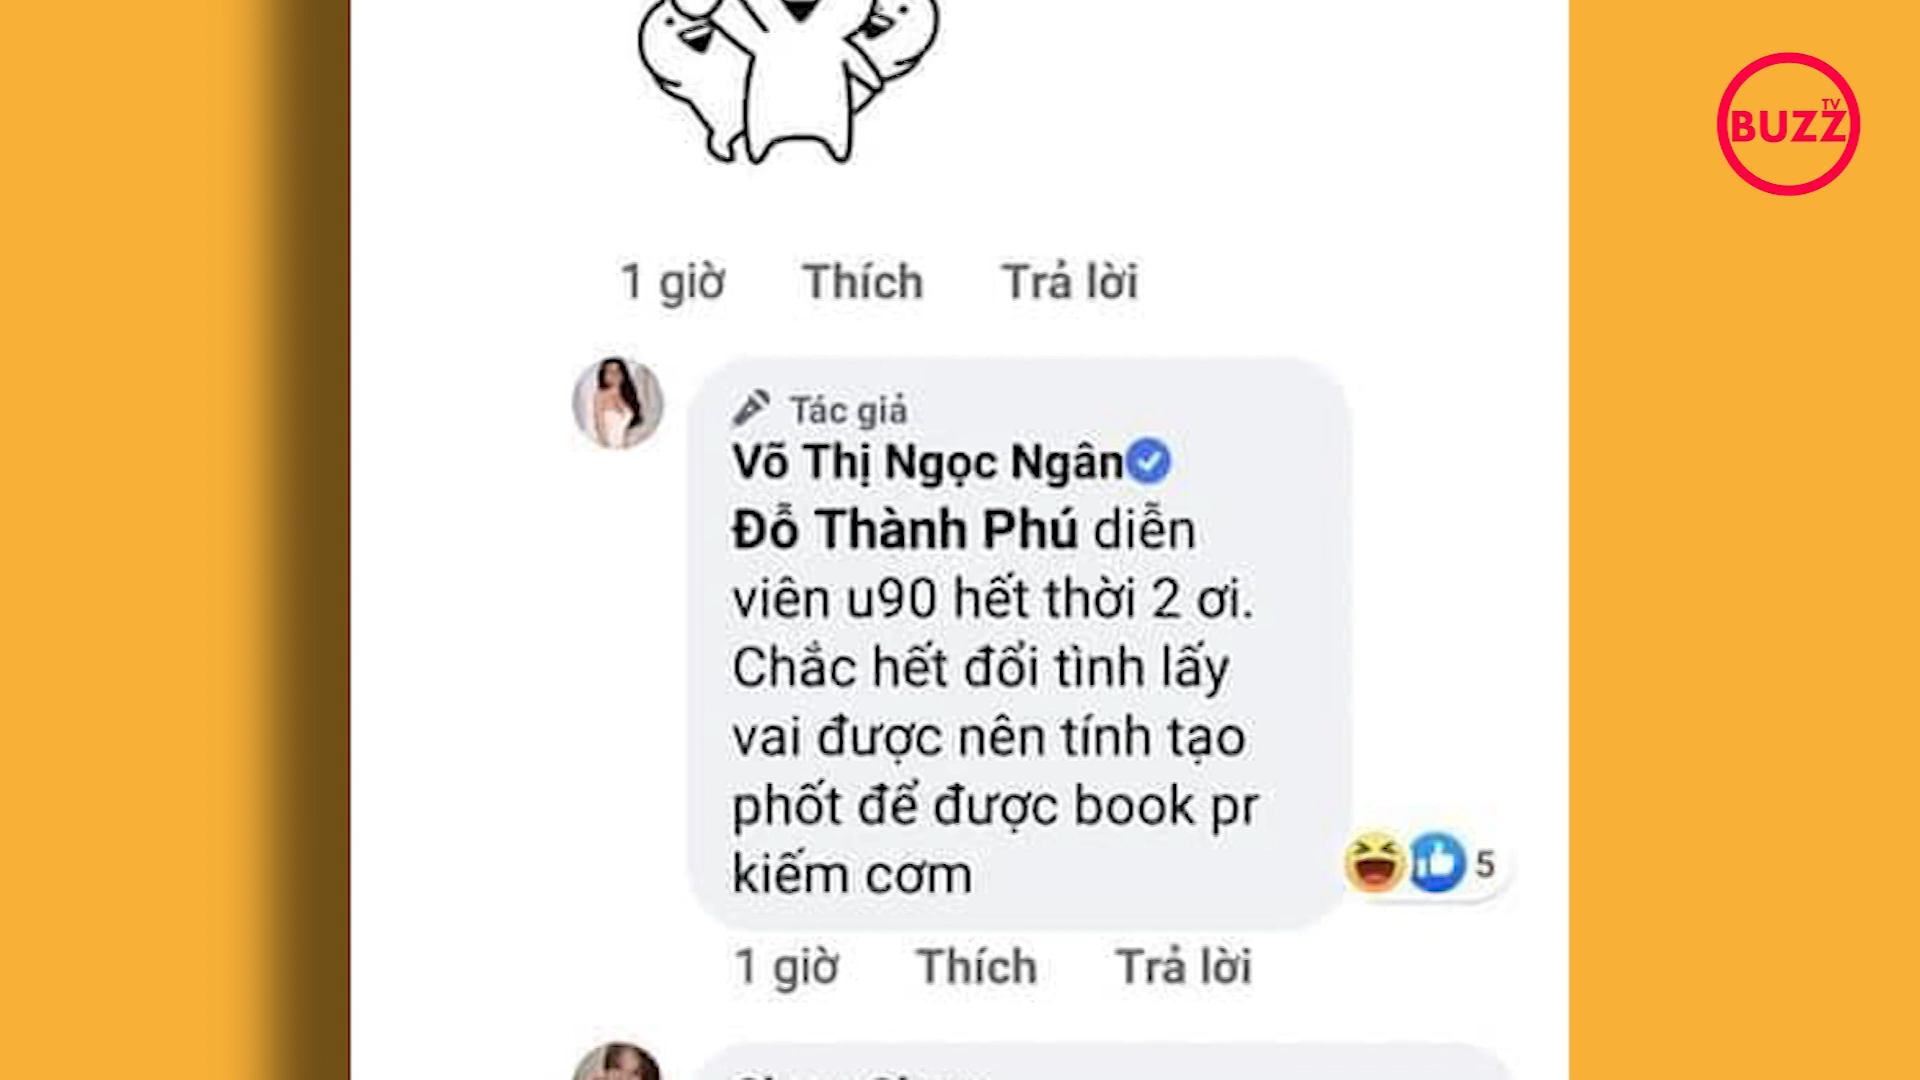 TV
BUZZ
1 giờ Thích Trả lời
Tác giả
Võ Thị Ngọc Ngân
Đỗ Thành Phú diễn
viên u90 hết thời 2 ơi.
Chắc hết đổi tình lấy
vai được nên tính tạo
phốt để được book pr
kiếm cơm
5
1 giờ Thích Trả lời